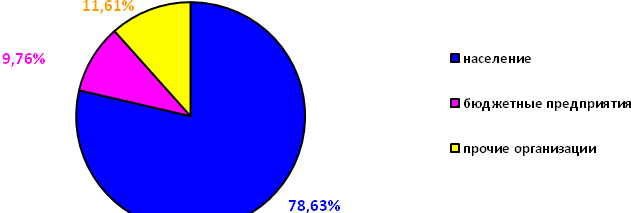 11,61%
9,76%
население
бюджетные предприятия
прочие организации
78,63%